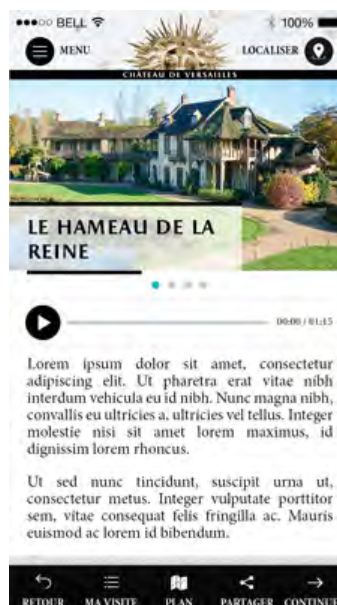 BELL 100%
MENU
LOCALISER
CHÂTEAU DE VERSAILLES
LE HAMEAU DE LA
REINE
00:00 / 01:15
Lorem ipsum dolor sit amet, consectetur
adipiscing elit. Ut pharetra erat vitae nibh
interdum vehicula eu id nibh. Nunc magna nibh,
convallis eu ultricies a, ultricies vel tellus. Integer
molestie nisi sit amet lorem maximus, id
dignissim lorem rhoncus.
Ut sed nunc tincidunt, suscipit urna ut,
consectetur metus. Integer vulputate porttitor
sem, vitae consequat felis fringilla ac. Mauris
euismod ac lorem id bibendum.
RETOUR MA VISITE PLAN PARTAGER CONTINUE